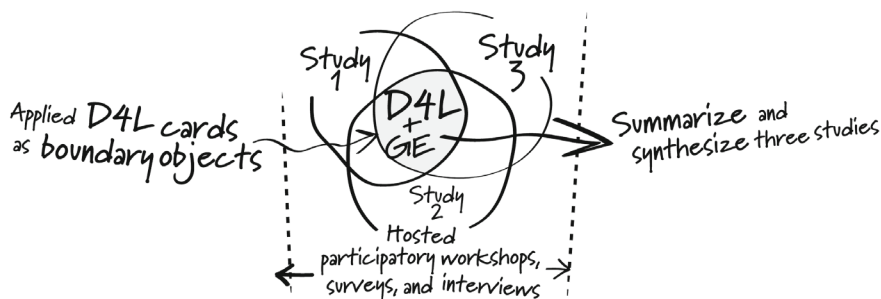 Applied D4L cards
as boundary objects
Study
1
Study
3
D4L
+
GE
Study
2
Hosted
participatory workshops,
surveys, and interviews
Summarize and
synthesize three studies